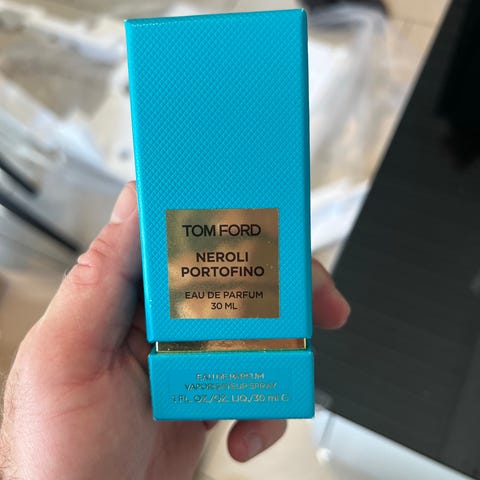 TOM FORD
NEROLI
PORTOFINO
EAU DE PARFUM
30 ML
EAU DE PARFUM
VAPORISATEUR SPRAY
1 FL. OZ./OZ. LIQ./30 ml ℮